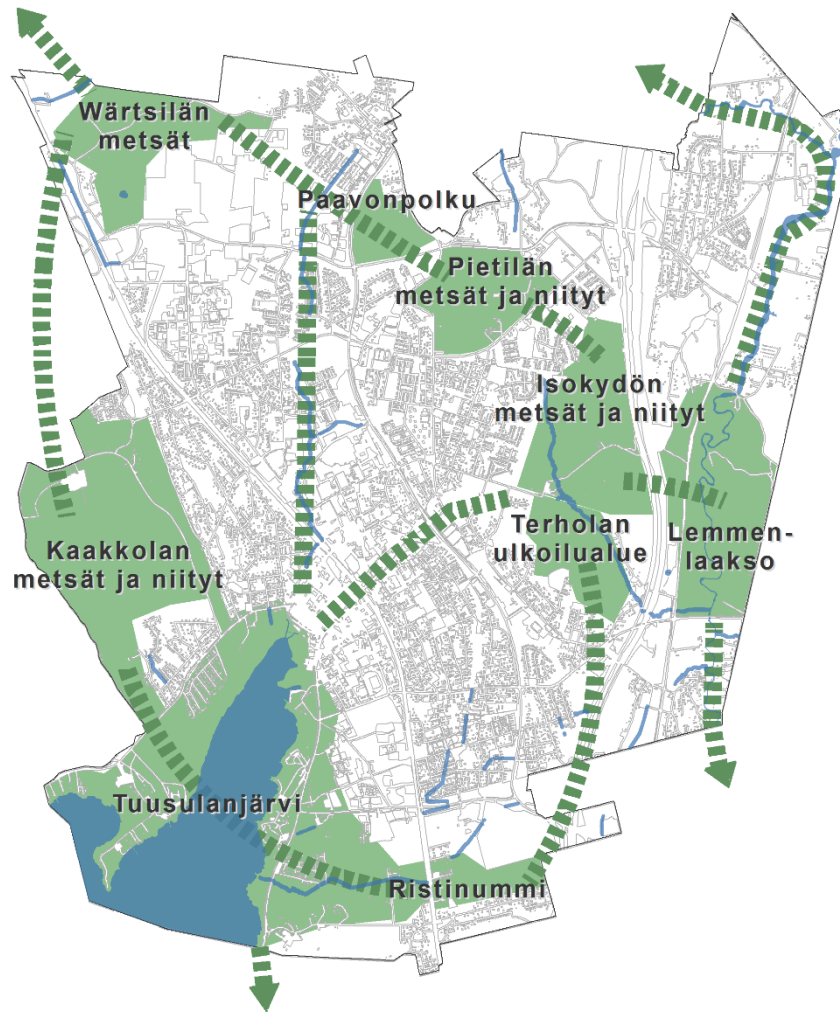 Wärtsilän
metsät
Paavonpolku
Pietilän
metsät ja niityt
Isokydön
metsät ja niityt
Terholan
ulkoilualue
Lemmen-
laakso
Kaakkolan
metsät ja niityt
Tuusulanjärvi
Ristinummi